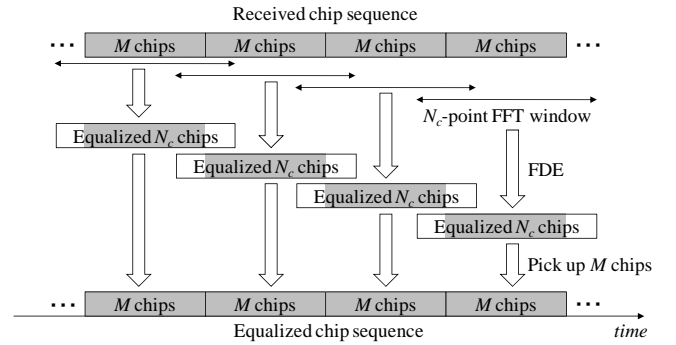 Received chip sequence
... M chips M chips M chips M chips ...
N_c-point FFT window
Equalized N_c chips
Equalized N_c chips
FDE
Equalized N_c chips
Equalized N_c chips
Pick up M chips
... M chips M chips M chips M chips ...
Equalized chip sequence time